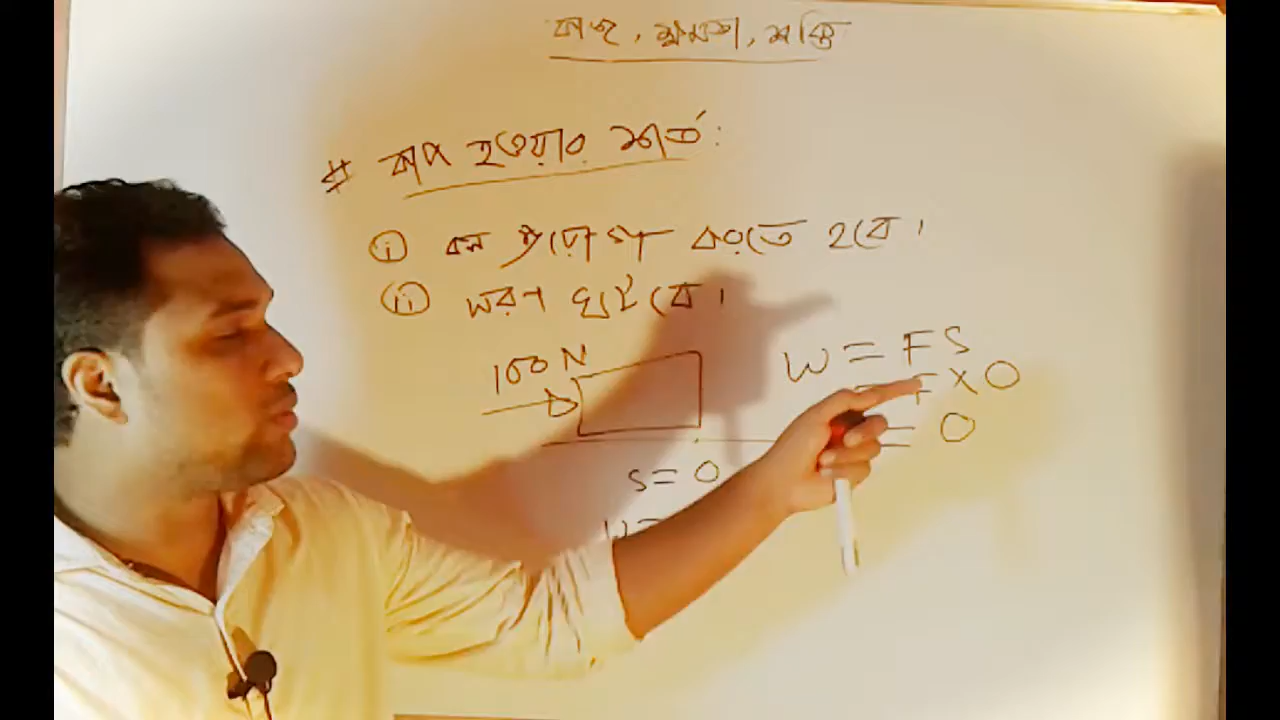 কাজ, ক্ষমতা, শক্তি
# কাজ হওয়ার শর্ত:
i বল প্রয়োগ করতে হবে।
ii সরণ ঘটবে।
100 N
W = FS
= F × 0
= 0
s = 0
W =